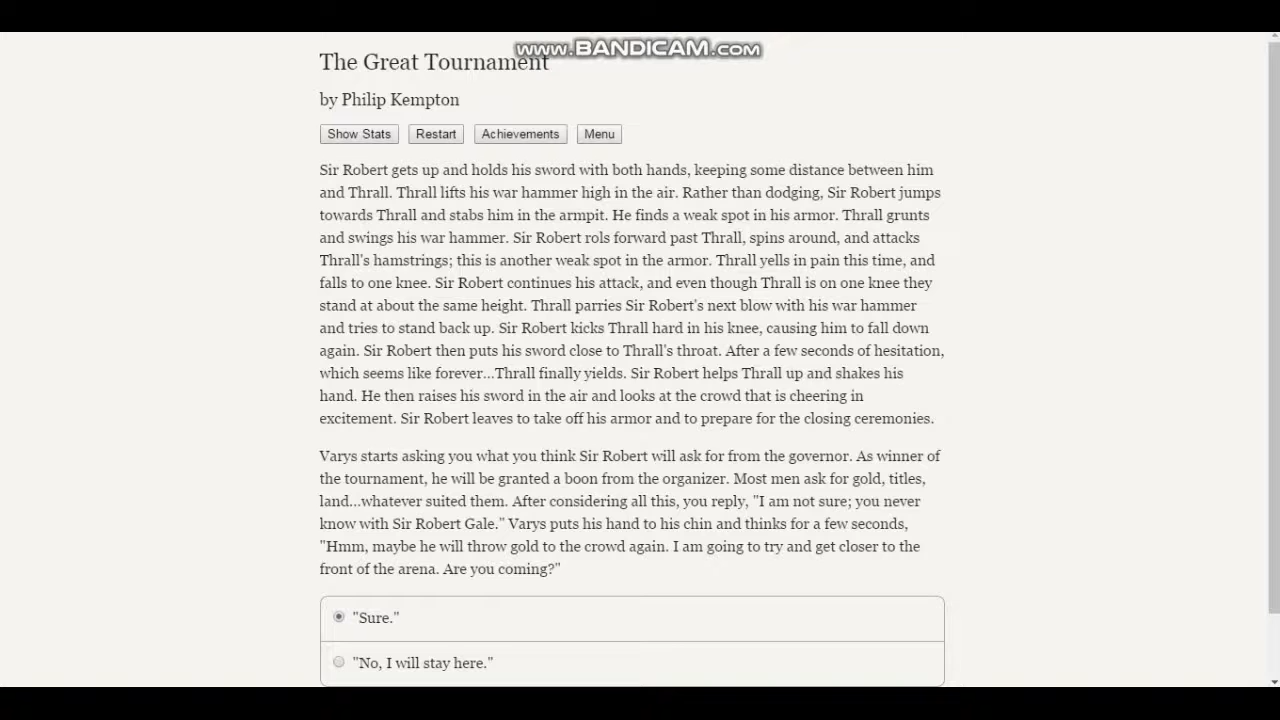 www.BANDICAM.com
The Great Tournament
by Philip Kempton
Show Stats Restart Achievements Menu
Sir Robert gets up and holds his sword with both hands, keeping some distance between him
and Thrall. Thrall lifts his war hammer high in the air. Rather than dodging, Sir Robert jumps
towards Thrall and stabs him in the armpit. He finds a weak spot in his armor. Thrall grunts
and swings his war hammer. Sir Robert rols forward past Thrall, spins around, and attacks
Thrall's hamstrings; this is another weak spot in the armor. Thrall yells in pain this time, and
falls to one knee. Sir Robert continues his attack, and even though Thrall is on one knee they
stand at about the same height. Thrall parries Sir Robert's next blow with his war hammer
and tries to stand back up. Sir Robert kicks Thrall hard in his knee, causing him to fall down
again. Sir Robert then puts his sword close to Thrall's throat. After a few seconds of hesitation,
which seems like forever...Thrall finally yields. Sir Robert helps Thrall up and shakes his
hand. He then raises his sword in the air and looks at the crowd that is cheering in
excitement. Sir Robert leaves to take off his armor and to prepare for the closing ceremonies.
Varys starts asking you what you think Sir Robert will ask for from the governor. As winner of
the tournament, he will be granted a boon from the organizer. Most men ask for gold, titles,
land...whatever suited them. After considering all this, you reply, "I am not sure; you never
know with Sir Robert Gale." Varys puts his hand to his chin and thinks for a few seconds,
"Hmm, maybe he will throw gold to the crowd again. I am going to try and get closer to the
front of the arena. Are you coming?"
"Sure."
"No, I will stay here."